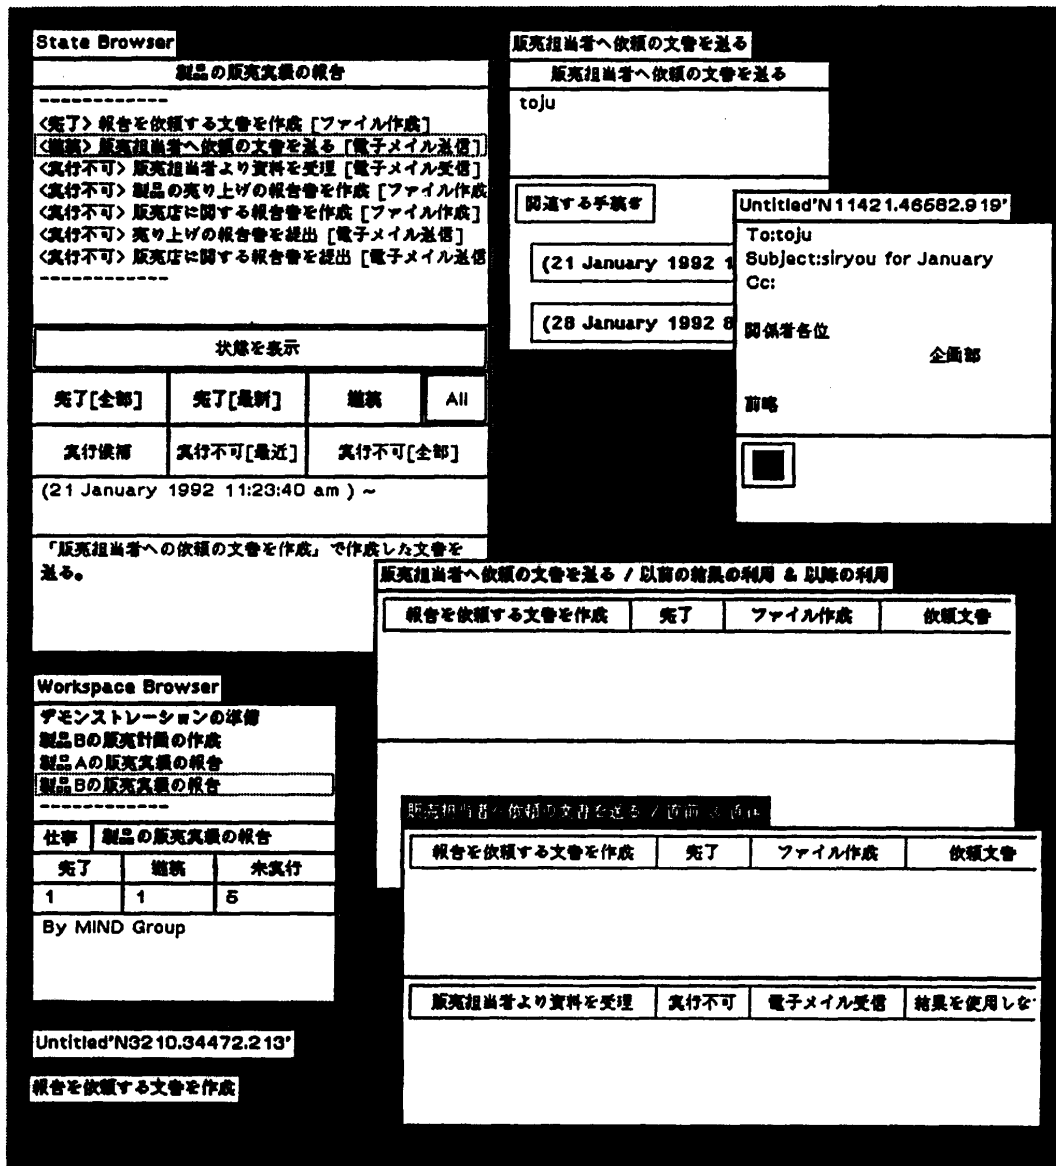 State Browser
製品の販売実績の報告
------------
<完了> 報告を依頼する文書を作成 [ファイル作成]
<継続> 販売担当者へ依頼の文書を送る [電子メイル送信]
<実行不可> 販売担当者より資料を受理 [電子メイル受信]
<実行不可> 製品の売り上げの報告書を作成 [ファイル作成
<実行不可> 販売店に関する報告書を作成 [ファイル作成]
<実行不可> 売り上げの報告書を提出 [電子メイル送信]
<実行不可> 販売店に関する報告書を提出 [電子メイル送信
------------
状態を表示
完了[全部] 完了[最新] 継続 All
実行候補 実行不可[最近] 実行不可[全部]
(21 January 1992 11:23:40 am ) ~
「販売担当者への依頼の文書を作成」で作成した文書を
送る。
販売担当者へ依頼の文書を送る
販売担当者へ依頼の文書を送る
toju
関連する手続き
(21 January 1992 1
(28 January 1992 8
Untitled'N11421.46582.919'
To:toju
Subject:siryou for January
Cc:
関係者各位
企画部
前略
販売担当者へ依頼の文書を送る / 以前の結果の利用 & 以降の利用
報告を依頼する文書を作成 完了 ファイル作成 依頼文書
Workspace Browser
デモンストレーションの準備
製品Bの販売計画の作成
製品Aの販売実績の報告
製品Bの販売実績の報告
------------
仕事 製品の販売実績の報告
完了 継続 未実行
1 1 5
By MIND Group
販売担当者へ依頼の文書を送る / 直前 & 直後
報告を依頼する文書を作成 完了 ファイル作成 依頼文書
販売担当者より資料を受理 実行不可 電子メイル受信 結果を使用しな
Untitled'N3210.34472.213'
報告を依頼する文書を作成